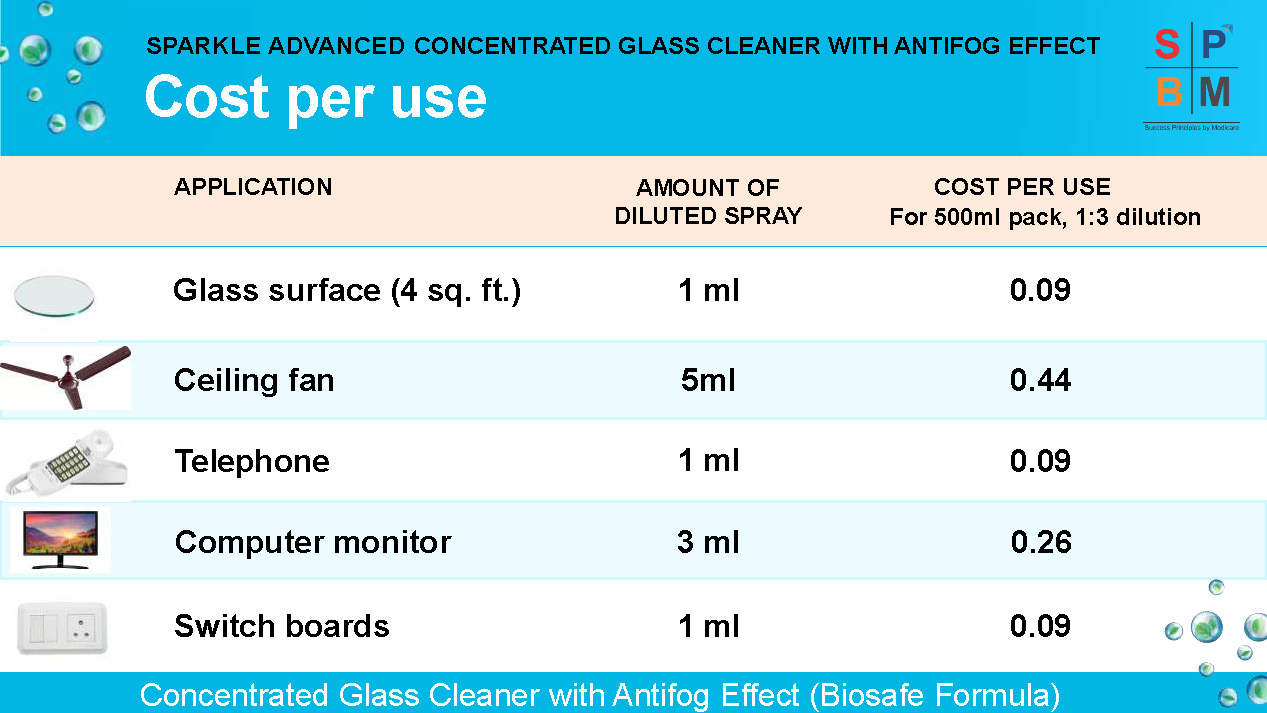 SPARKLE ADVANCED CONCENTRATED GLASS CLEANER WITH ANTIFOG EFFECT
Cost per use
S P
B M
Success Principles by Modicare
APPLICATION
AMOUNT OF
DILUTED SPRAY
COST PER USE
For 500ml pack, 1:3 dilution
Glass surface (4 sq. ft.) 1 ml 0.09
Ceiling fan 5ml 0.44
Telephone 1 ml 0.09
Computer monitor 3 ml 0.26
Switch boards 1 ml 0.09
Concentrated Glass Cleaner with Antifog Effect (Biosafe Formula)